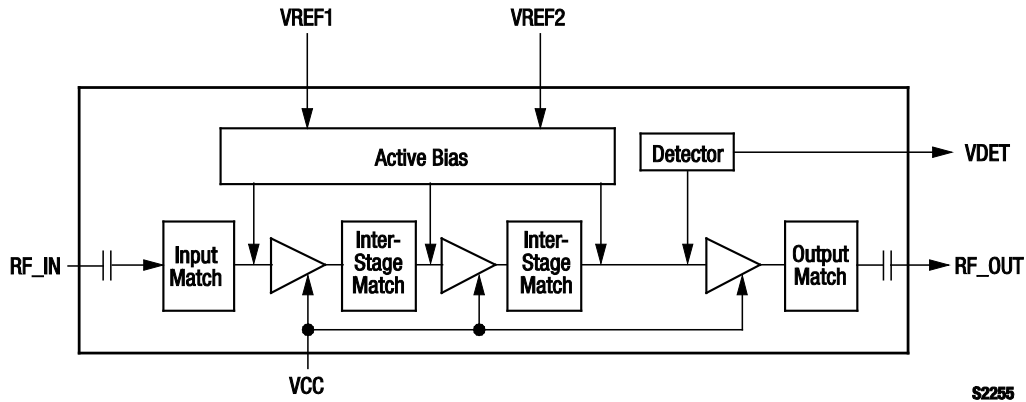 VREF1
VREF2
Active Bias
Detector
VDET
RF_IN
Input
Match
Inter-
Stage
Match
Inter-
Stage
Match
Output
Match
RF_OUT
VCC
S2255